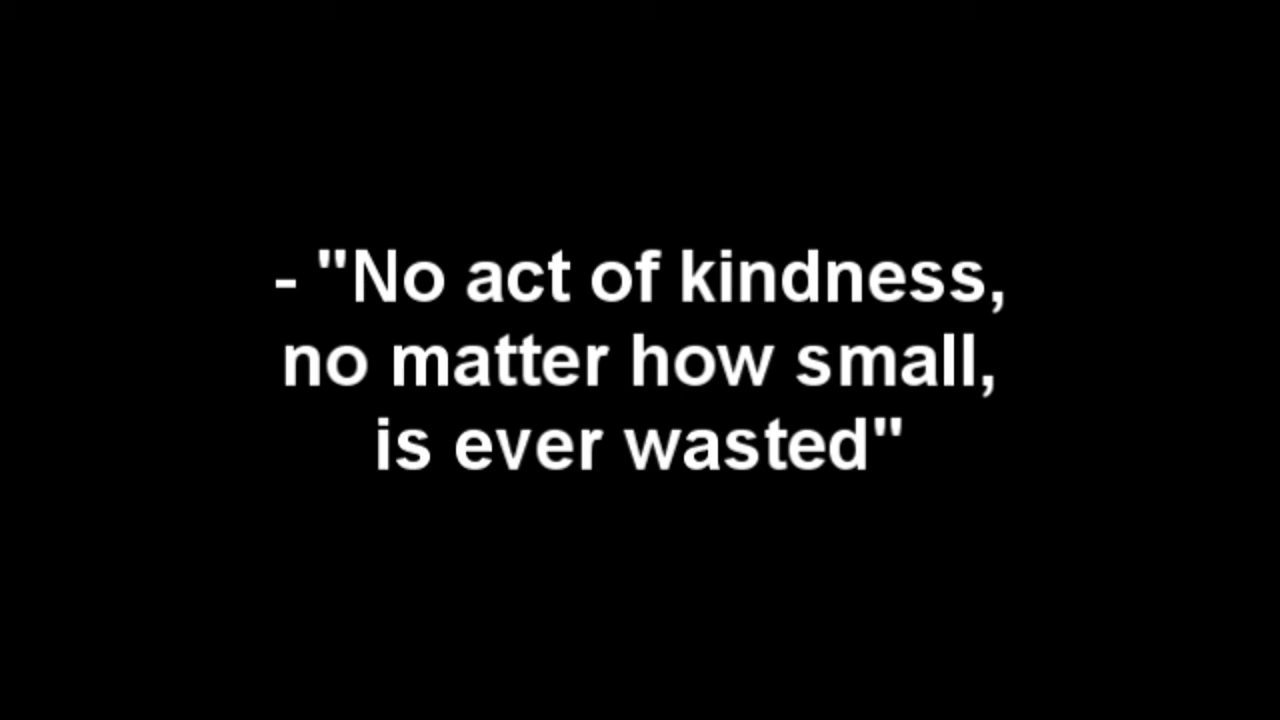 - "No act of kindness,
no matter how small,
is ever wasted"